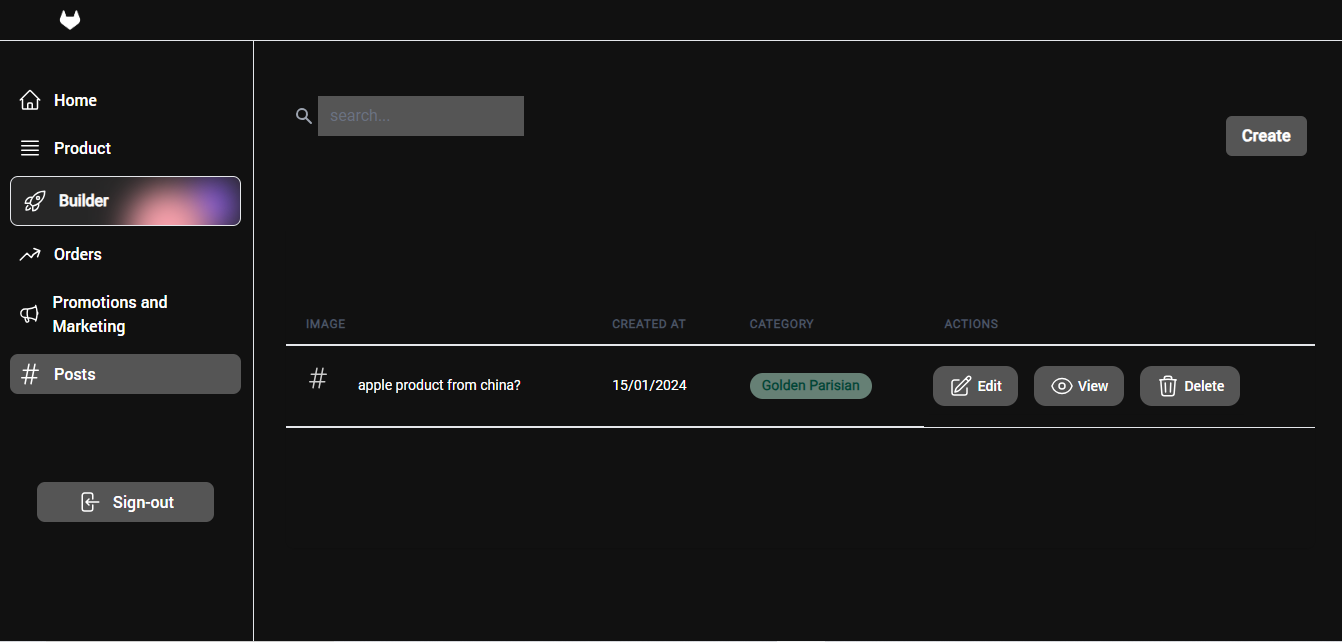 Home
Product
Builder
Orders
Promotions and
Marketing
Posts
Sign-out
search...
Create
IMAGE CREATED AT CATEGORY ACTIONS
# apple product from china? 15/01/2024 Golden Parisian Edit View Delete